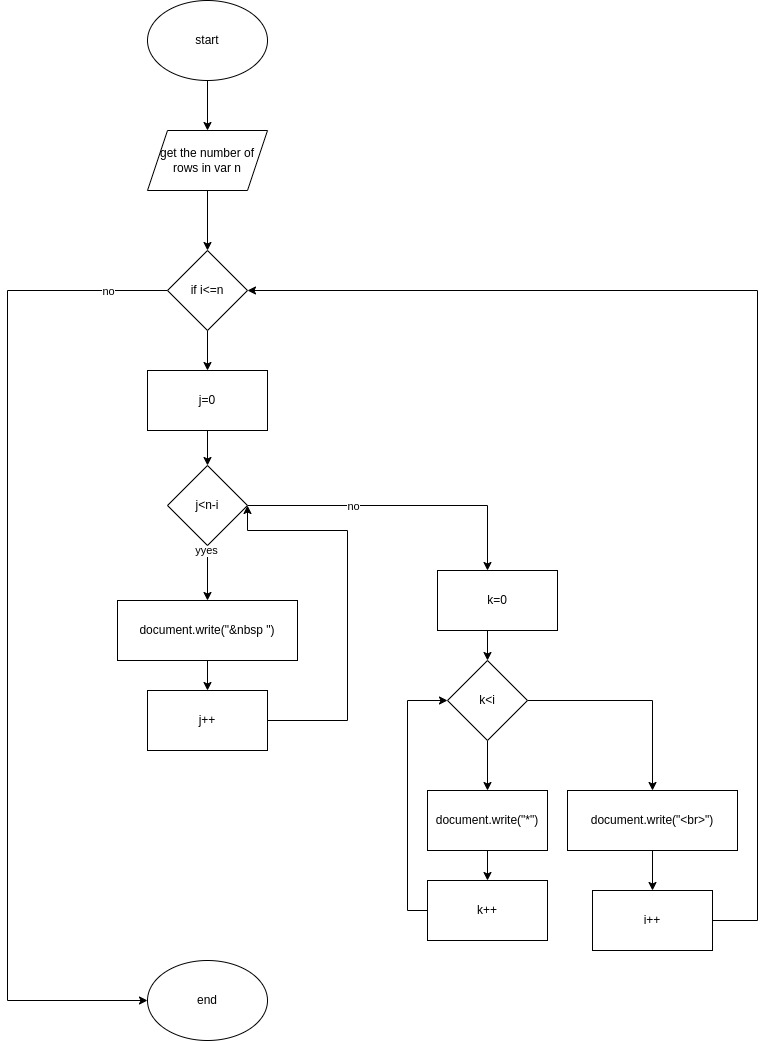 start
get the number of
rows in var n
no
if i<=n
j=0
j<n-i
no
yyes
document.write("&nbsp ")
j++
k=0
k<i
document.write("*")
document.write("<br>")
k++
i++
end